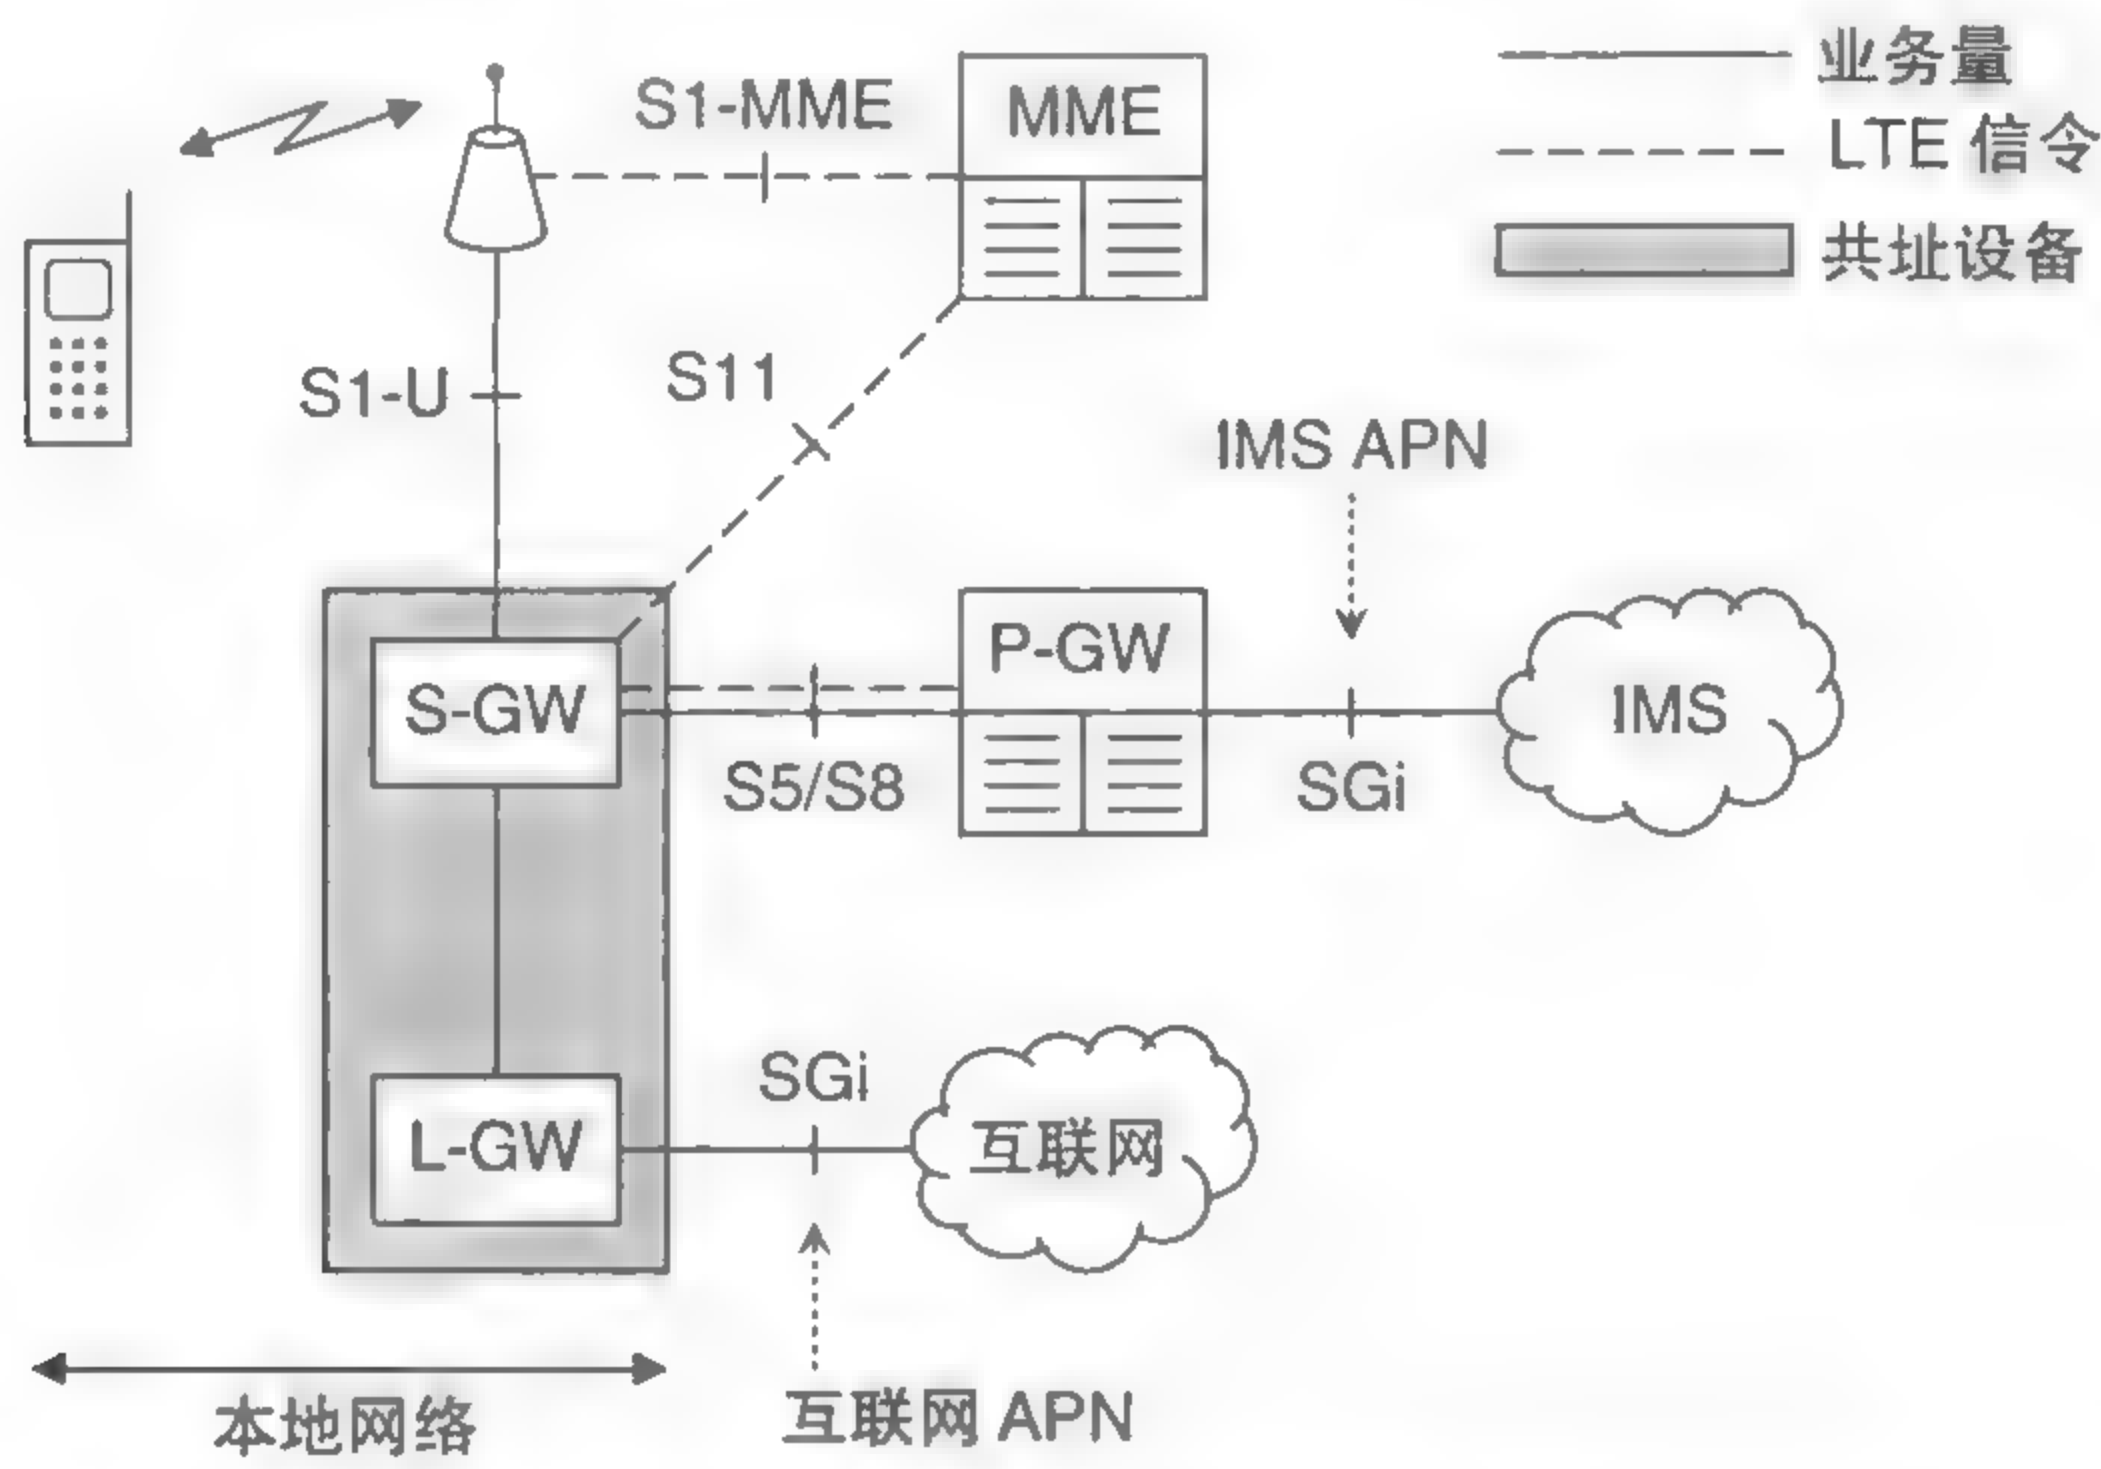 S1-MME
MME
业务量
LTE 信令
共址设备
S1-U
S11
IMS APN
S-GW
P-GW
IMS
S5/S8
SGi
L-GW
SGi
互联网
本地网络
互联网 APN